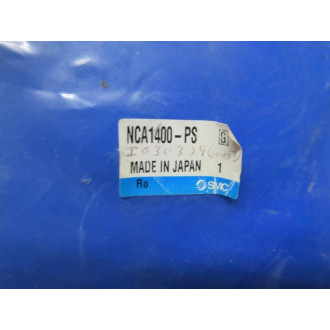 NCA1400-PS G
MADE IN JAPAN 1
Ro SMC